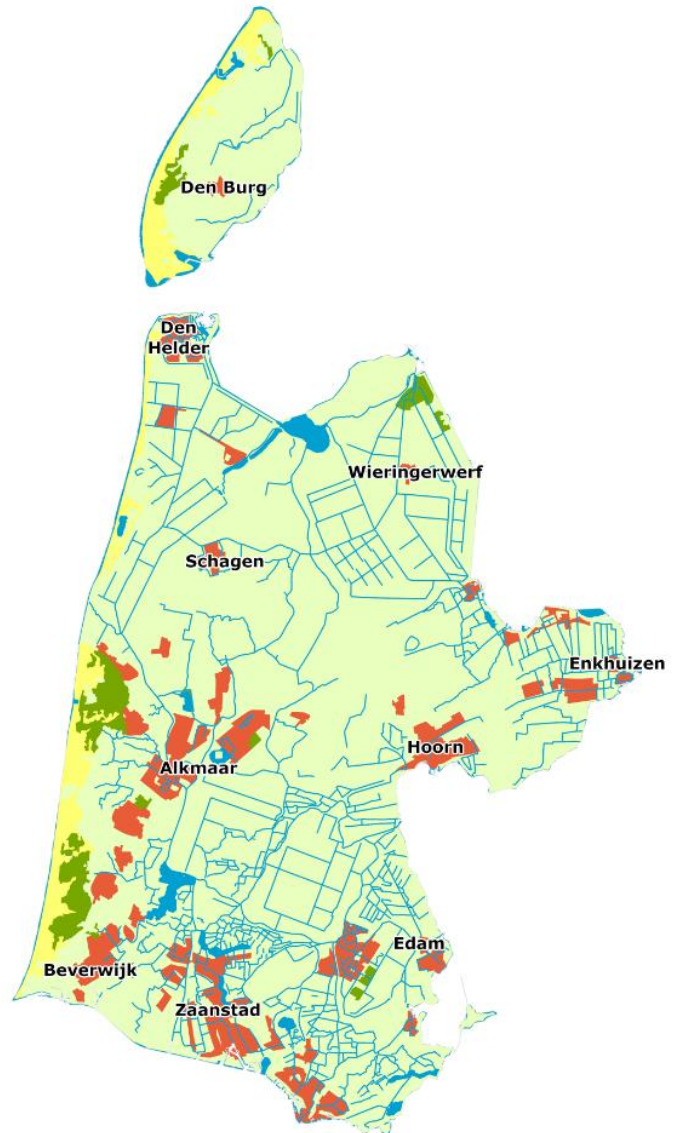 Den Burg
Den
Helder
Wieringerwerf
Schagen
Enkhuizen
Hoorn
Alkmaar
Edam
Beverwijk
Zaanstad